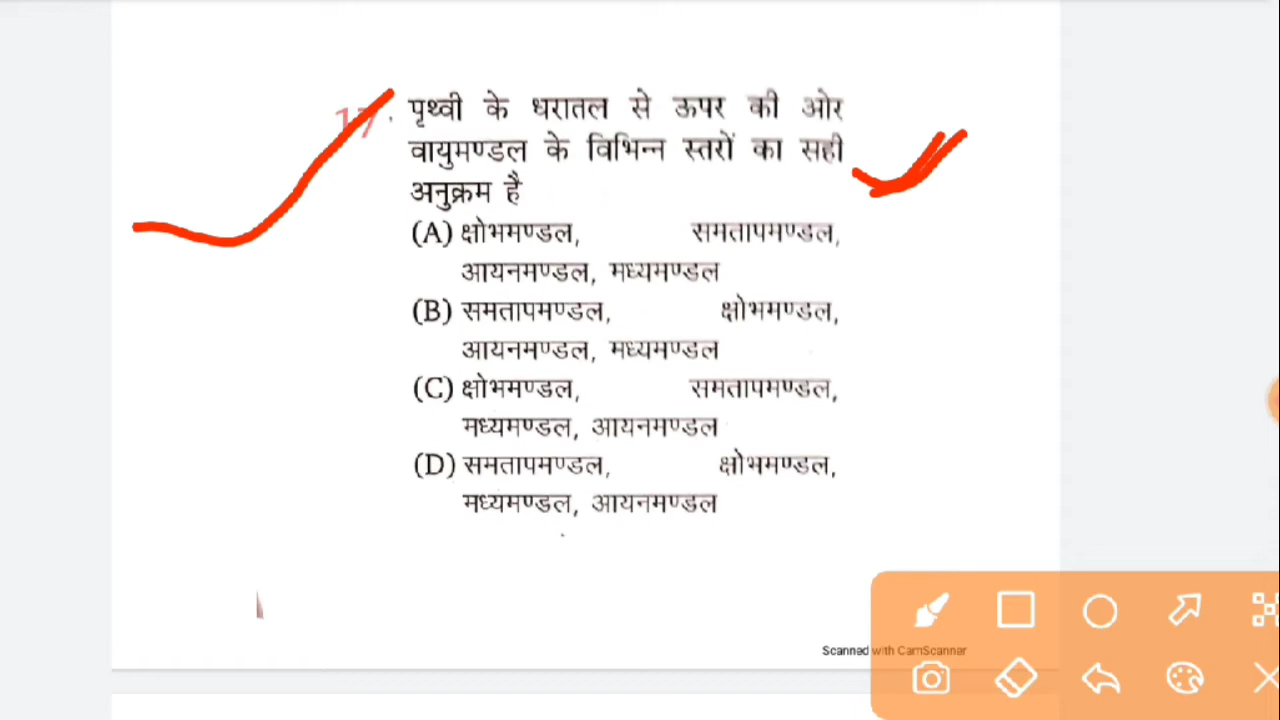 17.
पृथ्वी के धरातल से ऊपर की ओर
वायुमण्डल के विभिन्न स्तरों का सही
अनुक्रम है
(A) क्षोभमण्डल, समतापमण्डल,
आयनमण्डल, मध्यमण्डल
(B) समतापमण्डल, क्षोभमण्डल,
आयनमण्डल, मध्यमण्डल
(C) क्षोभमण्डल, समतापमण्डल,
मध्यमण्डल, आयनमण्डल
(D) समतापमण्डल, क्षोभमण्डल,
मध्यमण्डल, आयनमण्डल
Scanned with CamScanner